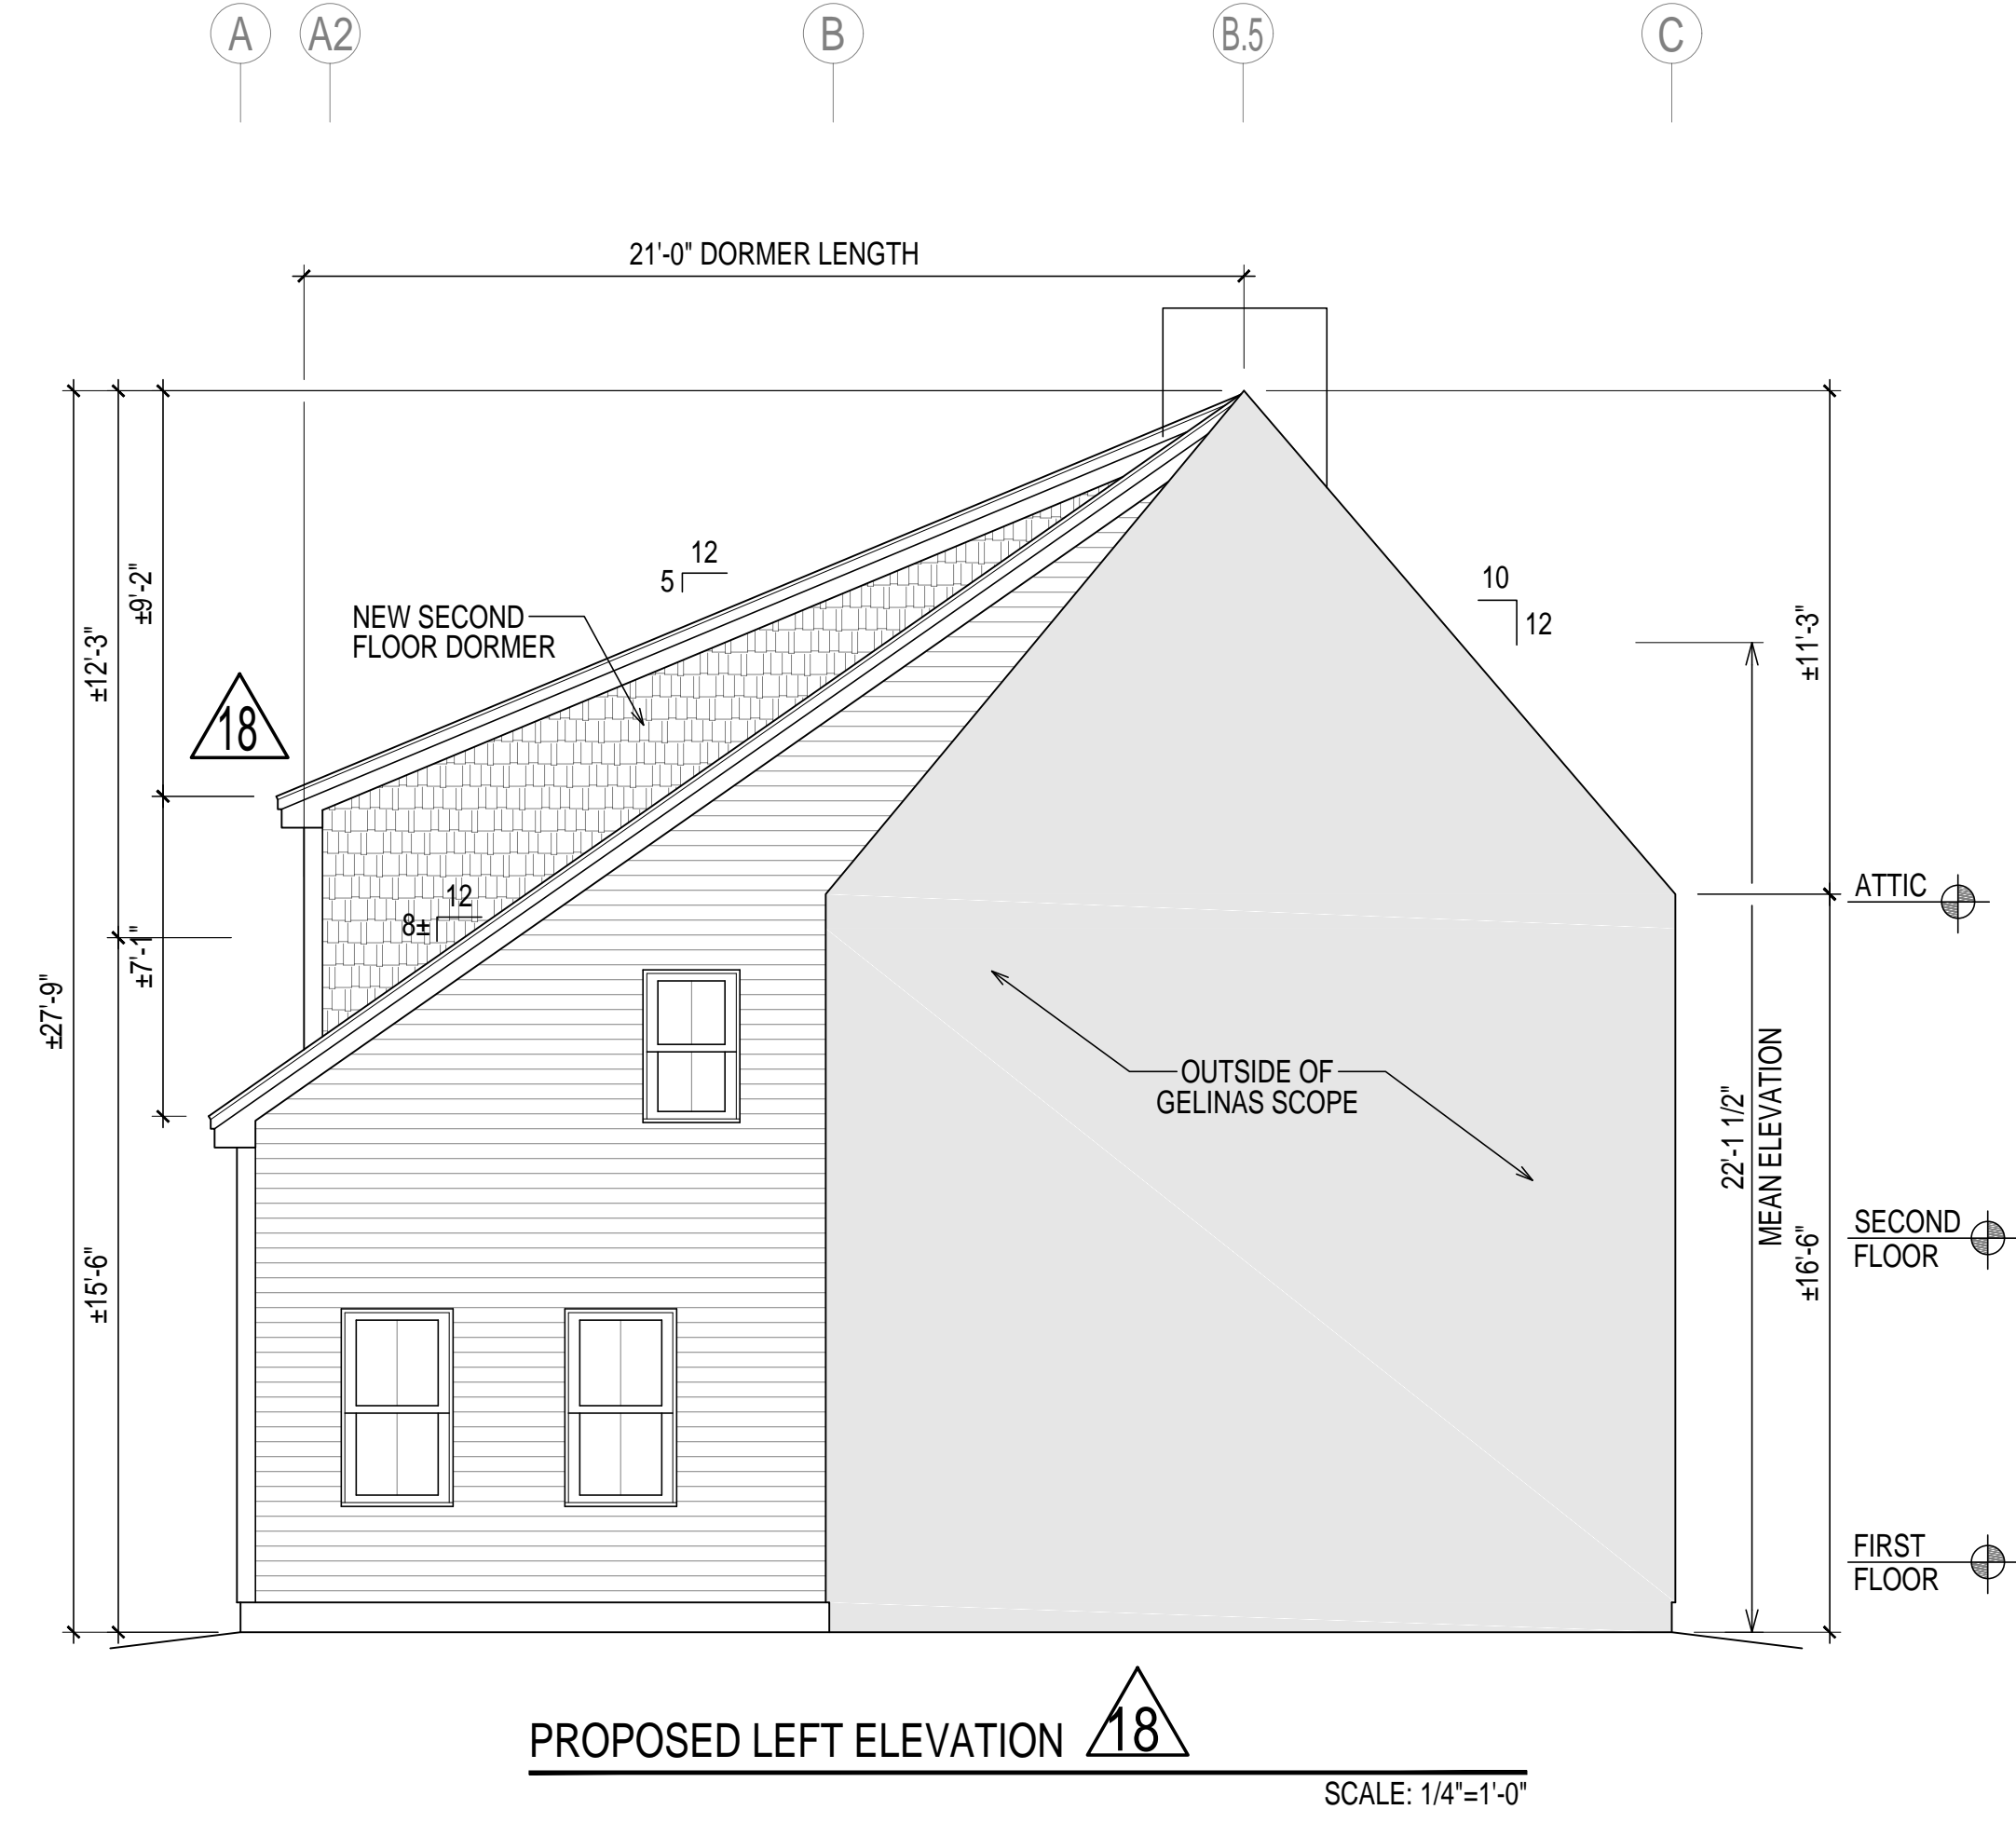 A
A2
B
B.5
C
21'-0" DORMER LENGTH
12
5
NEW SECOND
FLOOR DORMER
10
12
±9'-2"
±12'-3"
±11'-3"
18
12
8±
ATTIC
±7'-1"
±27'-9"
OUTSIDE OF
GELINAS SCOPE
22'-1 1/2"
MEAN ELEVATION
SECOND
FLOOR
±15'-6"
±16'-6"
FIRST
FLOOR
PROPOSED LEFT ELEVATION
18
SCALE: 1/4"=1'-0"